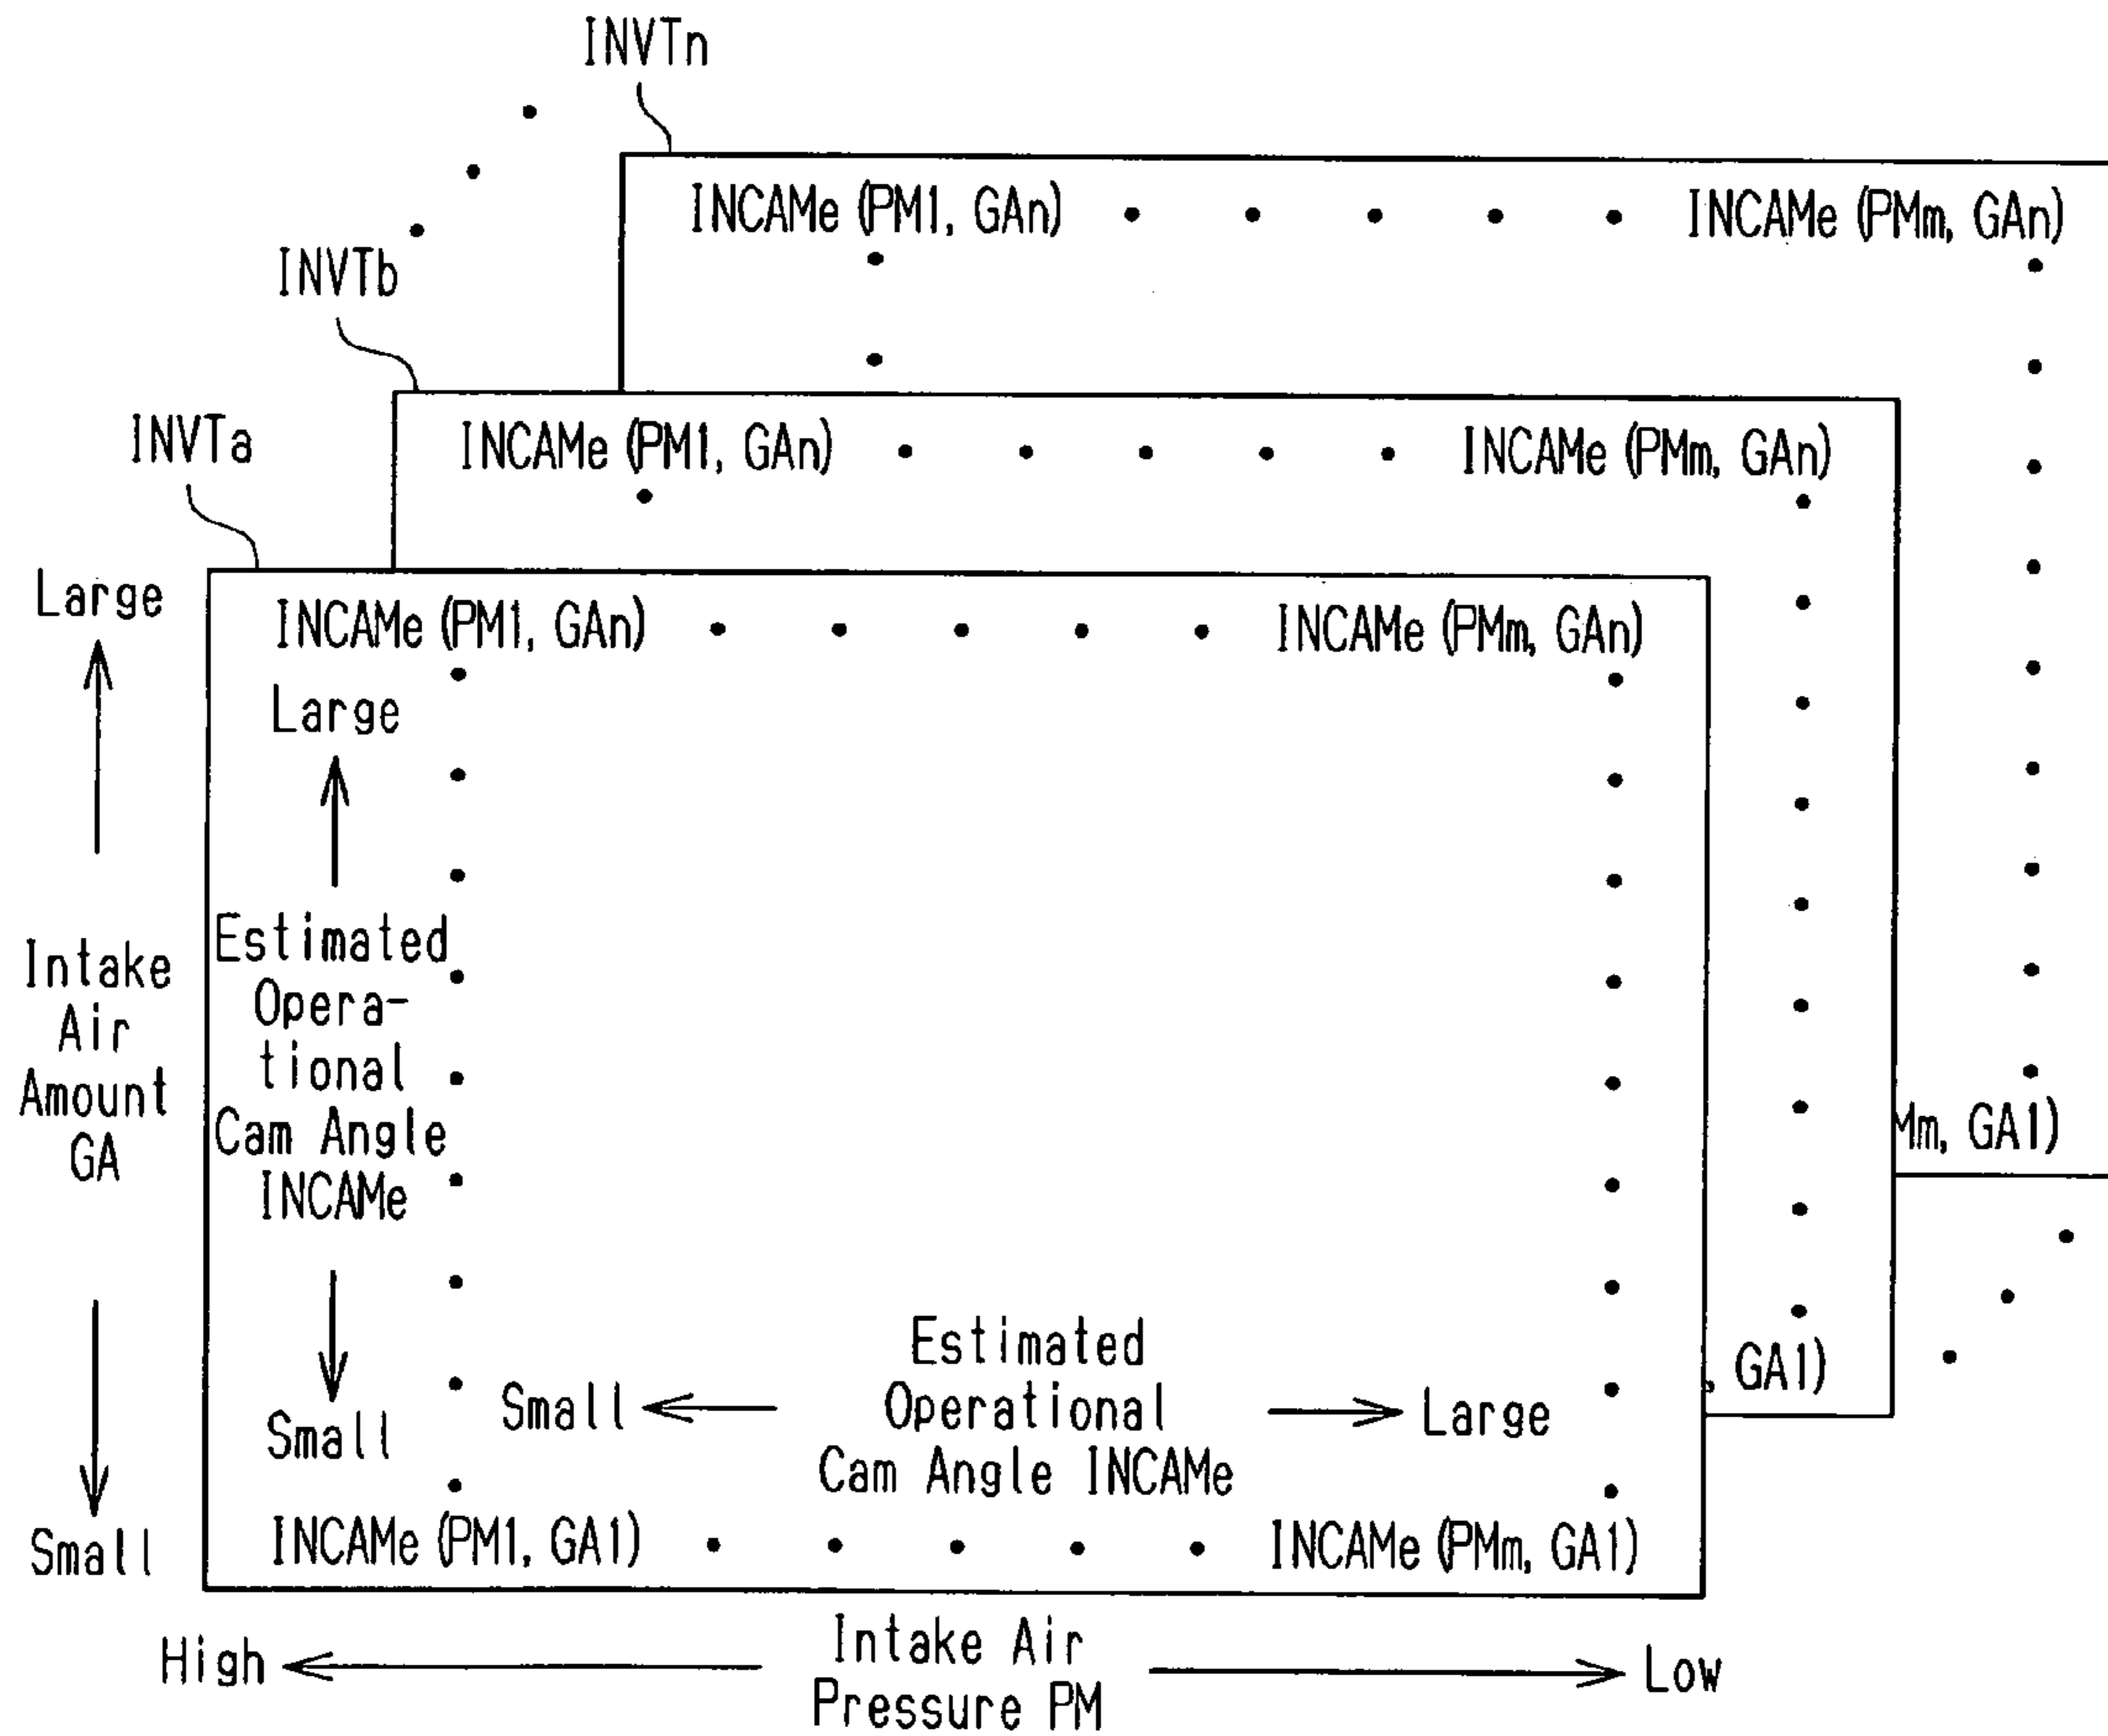 INVTn
INCAMe (PM1, GAn) • • • • • INCAMe (PMm, GAn)
INVTb
INCAMe (PM1, GAn) • • • • • INCAMe (PMm, GAn)
INVTa
Large
INCAMe (PM1, GAn) • • • • • INCAMe (PMm, GAn)
Large
Estimated
Opera-
tional
Cam Angle
INCAMe
Small
Intake
Air
Amount
GA
Small
Mm, GA1)
, GA1)
Estimated
Operational
Cam Angle INCAMe
Small
Large
INCAMe (PM1, GA1) • • • • • INCAMe (PMm, GA1)
High
Intake Air
Pressure PM
Low